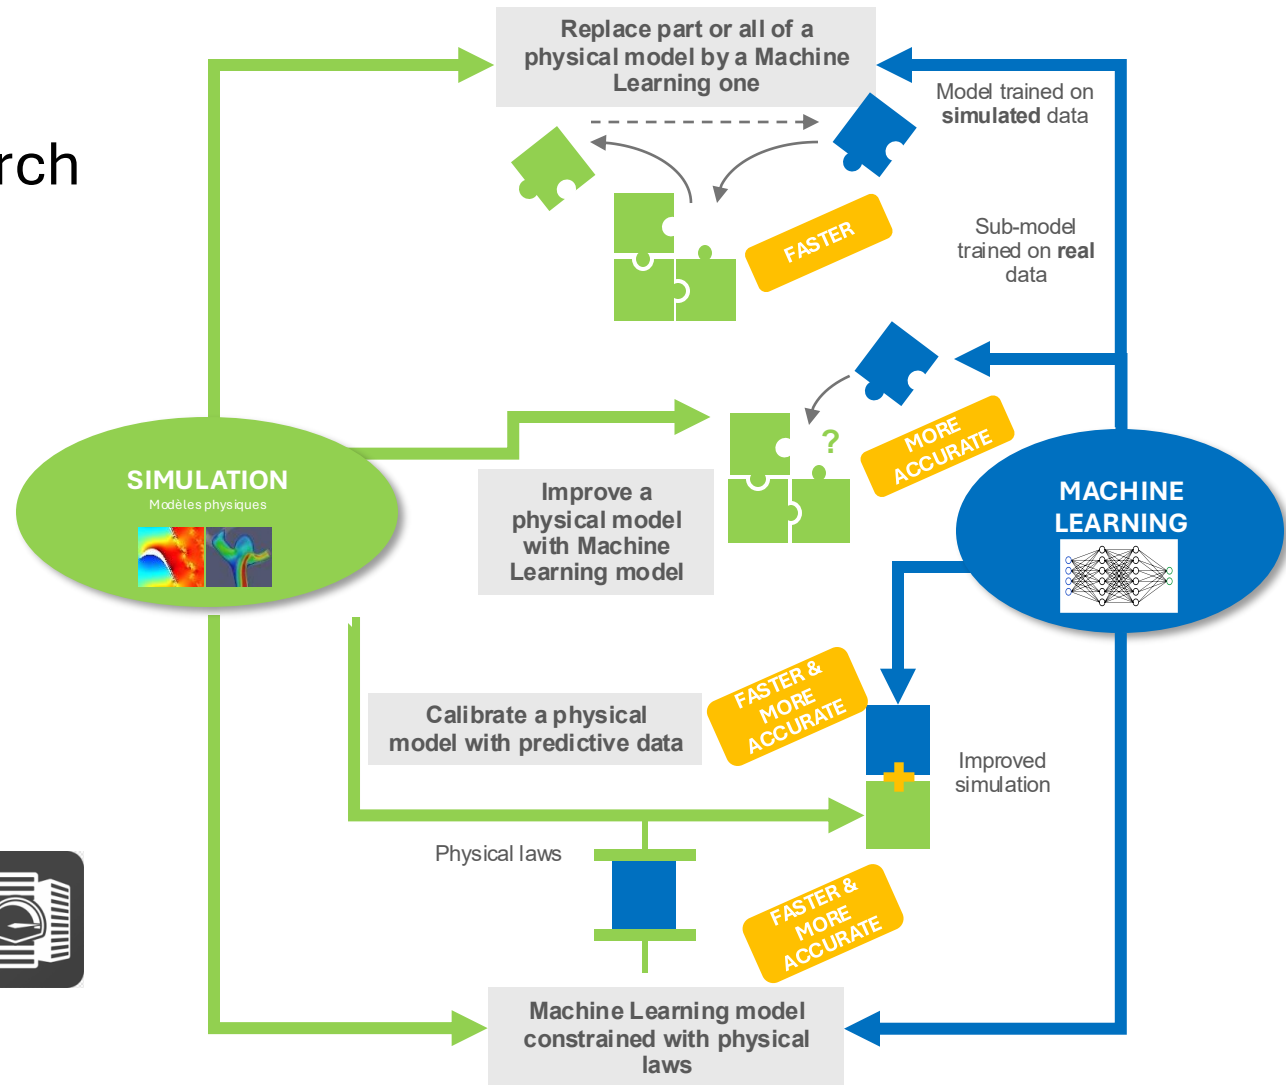 Replace part or all of a
physical model by a Machine
Learning one
Model trained on
simulated data
rch
FASTER
Sub-model
trained on real
data
MORE
ACCURATE
?
SIMULATION
Modèles physiques
MACHINE
LEARNING
Improve a
physical model
with Machine
Learning model
FASTER &
MORE
ACCURATE
Calibrate a physical
model with predictive data
Improved
simulation
Physical laws
FASTER &
MORE
ACCURATE
Machine Learning model
constrained with physical
laws